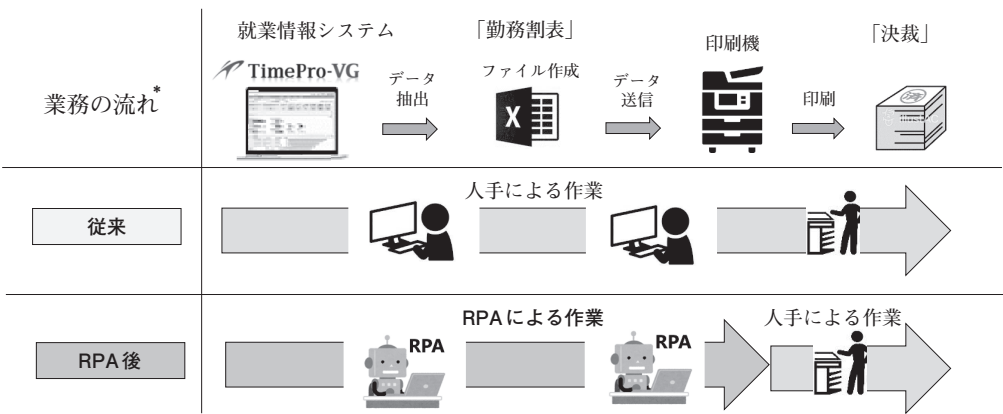 就業情報システム
「勤務割表」
印刷機
「決裁」
業務の流れ*
TimePro-VG
データ
抽出
ファイル作成
X
データ
送信
印刷
従来
人手による作業
RPA後
RPAによる作業
RPA
RPA
人手による作業